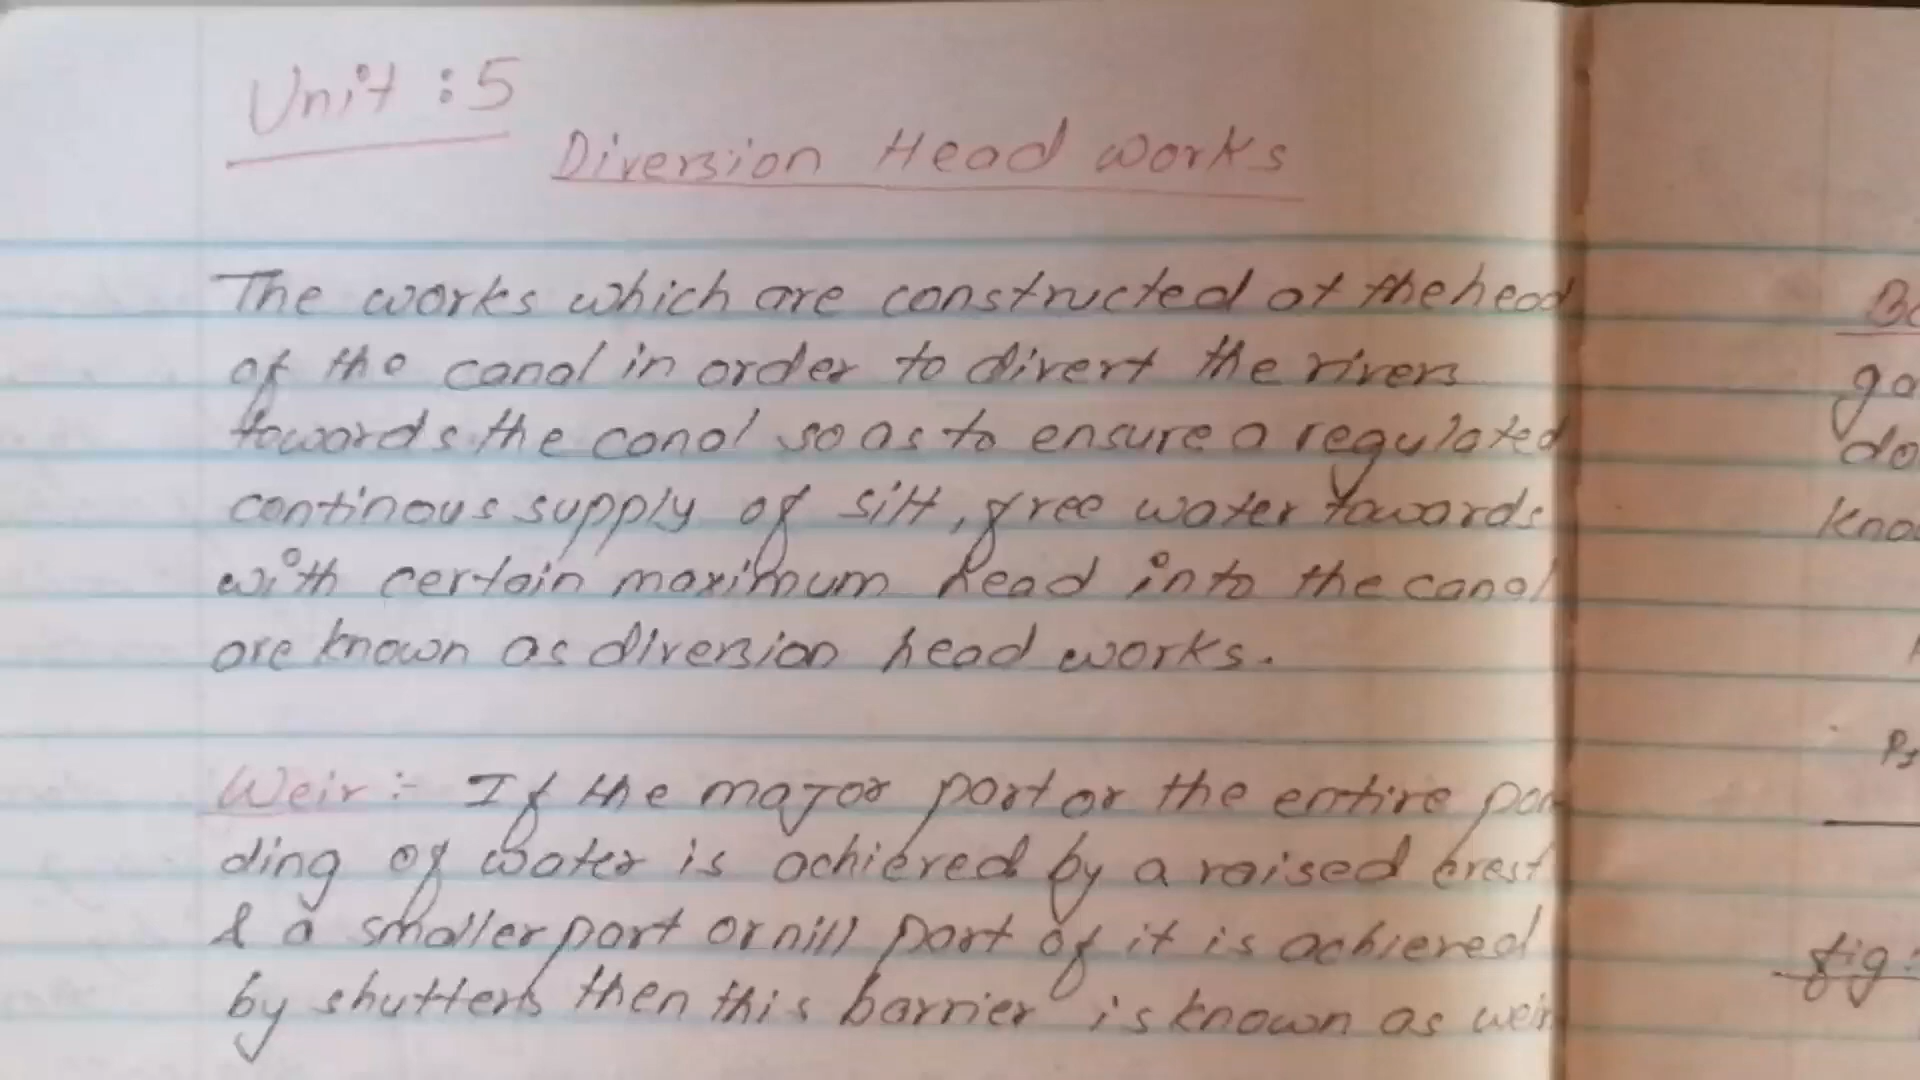 Unit : 5
Diversion Head works
The works which are constructed at the head
of the canal in order to divert the rivers
towards the canal so as to ensure a regulated
continous supply of silt, free water towards
with certain maximum head into the canal
are known as diversion head works.
Weir :- If the major part or the entire pon
ding of water is achieved by a raised crest
& a smaller part or nill part of it is achieved
by shutters then this barrier is known as weir
fig: